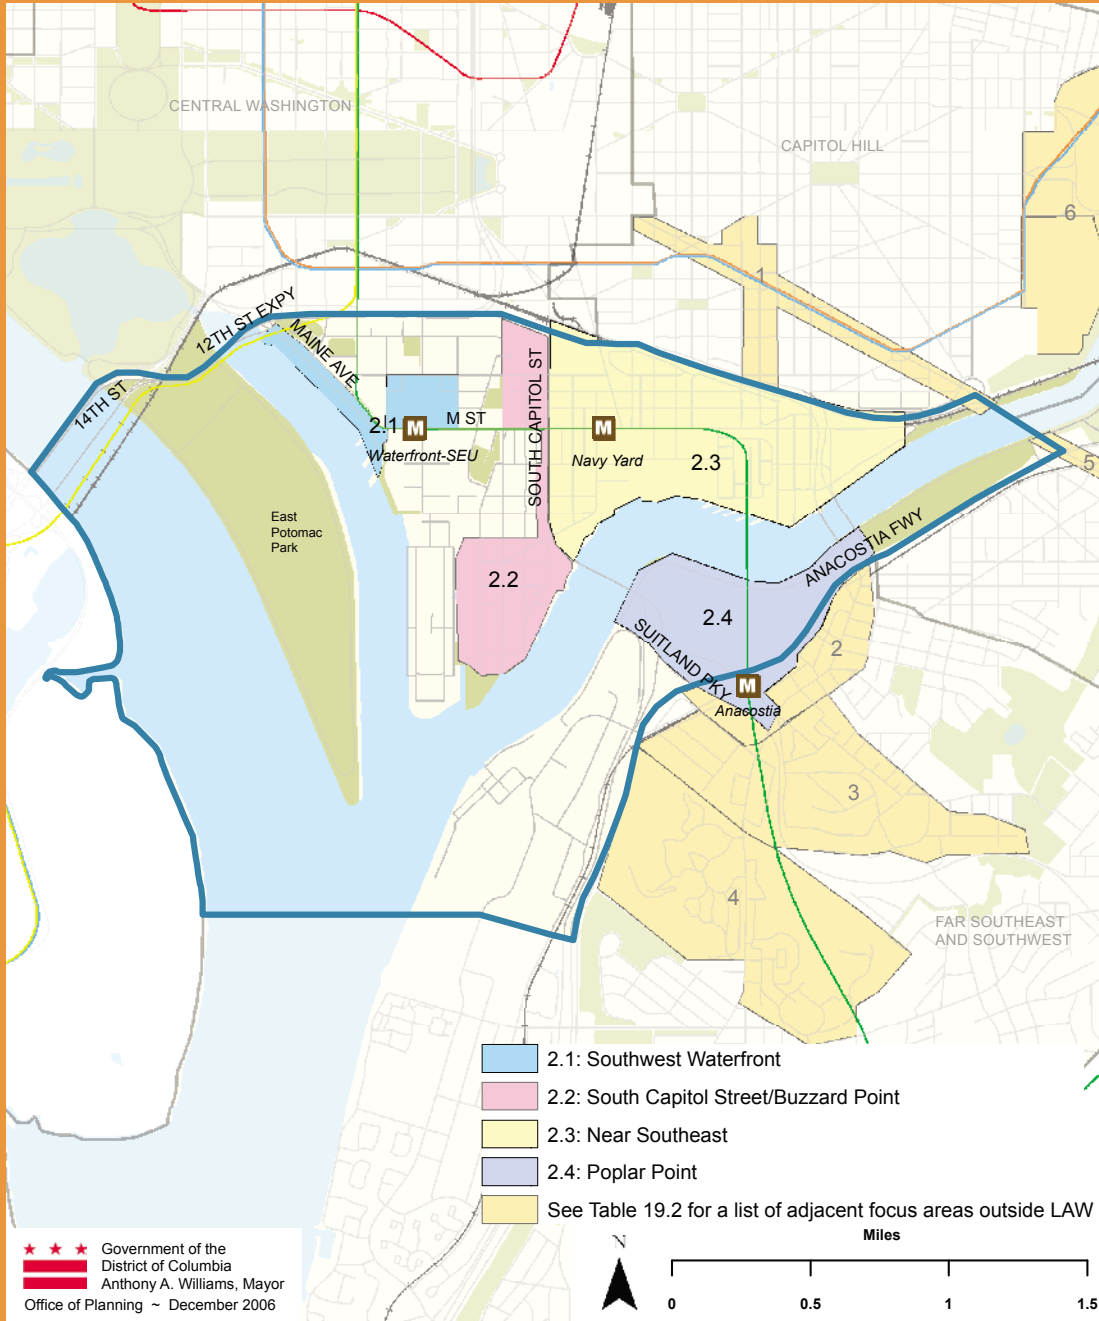 CENTRAL WASHINGTON
CAPITOL HILL
6
1
12TH ST EXPY
MAINE AVE
14TH ST
SOUTH CAPITOL ST
2.1
M
M ST
M
Waterfront-SEU
Navy Yard
2.3
5
East
Potomac
Park
ANACOSTIA FWY
2.2
2.4
SUITLAND PKY
2
M
Anacostia
3
4
FAR SOUTHEAST
AND SOUTHWEST
2.1: Southwest Waterfront
2.2: South Capitol Street/Buzzard Point
2.3: Near Southeast
2.4: Poplar Point
See Table 19.2 for a list of adjacent focus areas outside LAW
Government of the
District of Columbia
Anthony A. Williams, Mayor
Office of Planning ~ December 2006
N
Miles
0 0.5 1 1.5